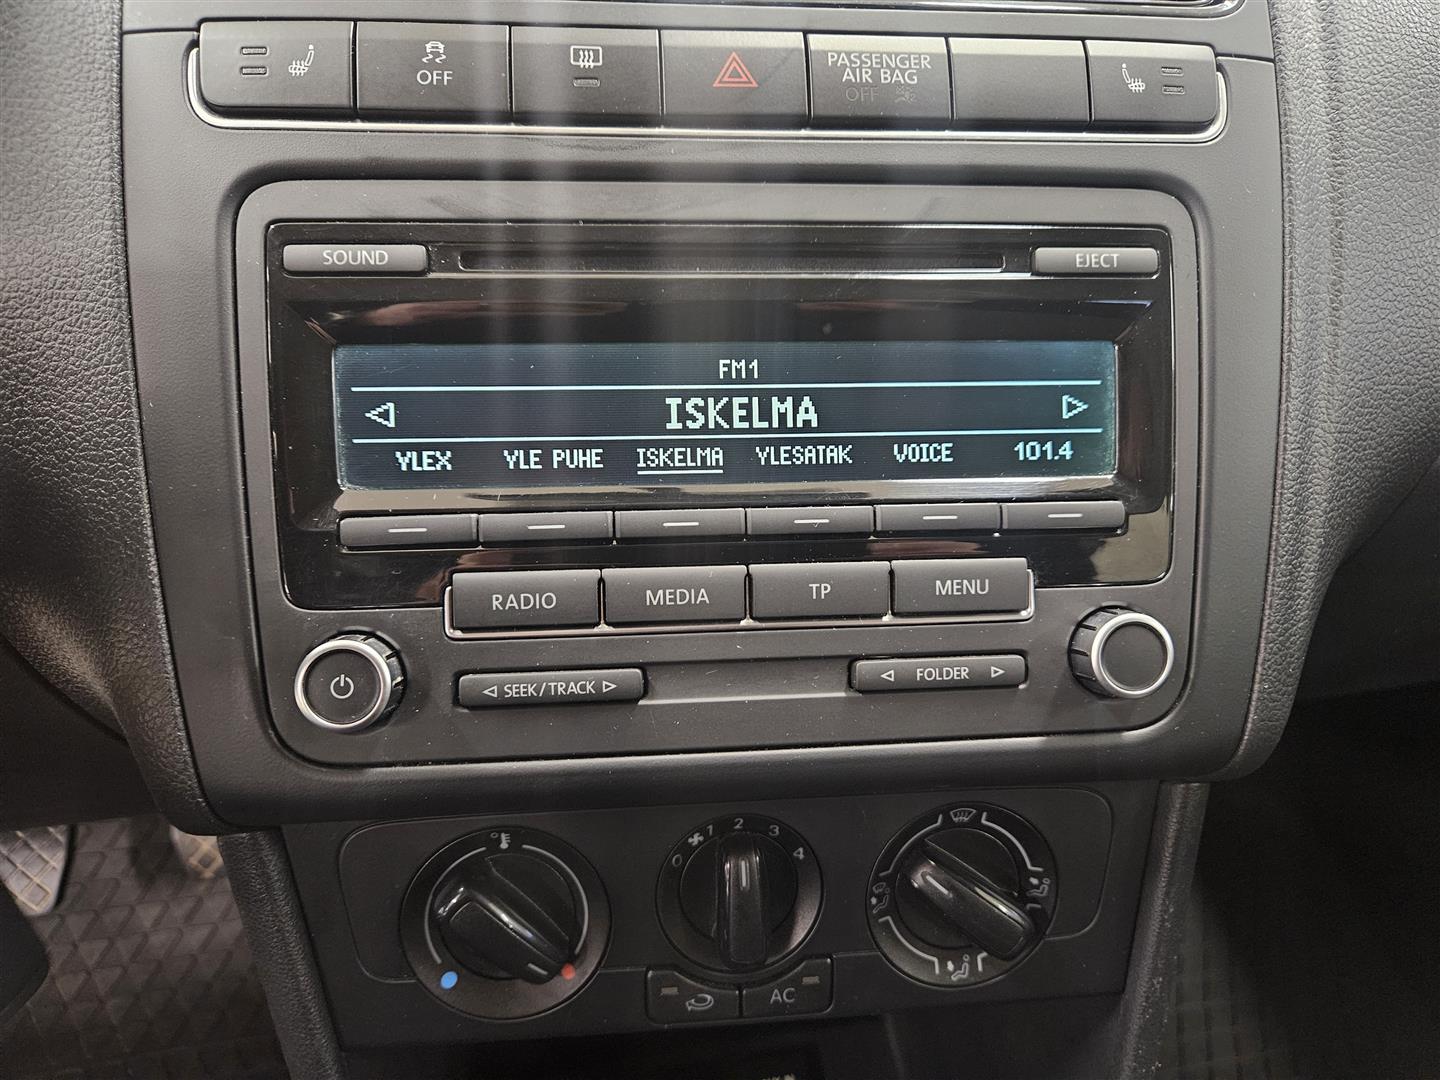 OFF
PASSENGER
AIR BAG
OFF
SOUND
EJECT
FM1
ISKELMA
YLEX YLE PUHE ISKELMA YLESATAK VOICE 101.4
RADIO MEDIA TP MENU
SEEK/TRACK FOLDER
0 1 2 3 4
AC